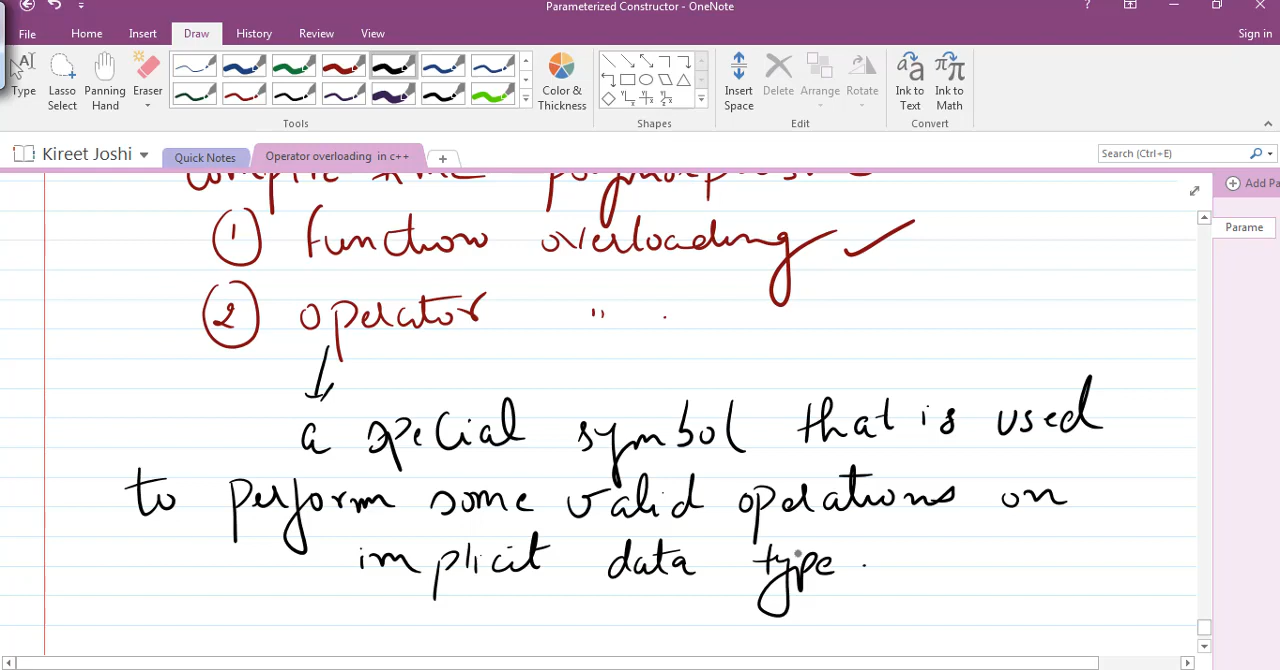 Parameterized Constructor - OneNote
? 
File Home Insert Draw History Review View
Sign in
Type Lasso Select Panning Hand Eraser Color & Thickness Insert Space Delete Arrange Rotate Ink to Text Ink to Math
Tools Shapes Edit Convert
Kireet Joshi Quick Notes Operator overloading in c++ + Search (Ctrl+E)
Add Pa
Parame
compile time polymorphism
1 function overloading
2 operator " .
a special symbol that is used
to perform some valid operations on
implicit data type .